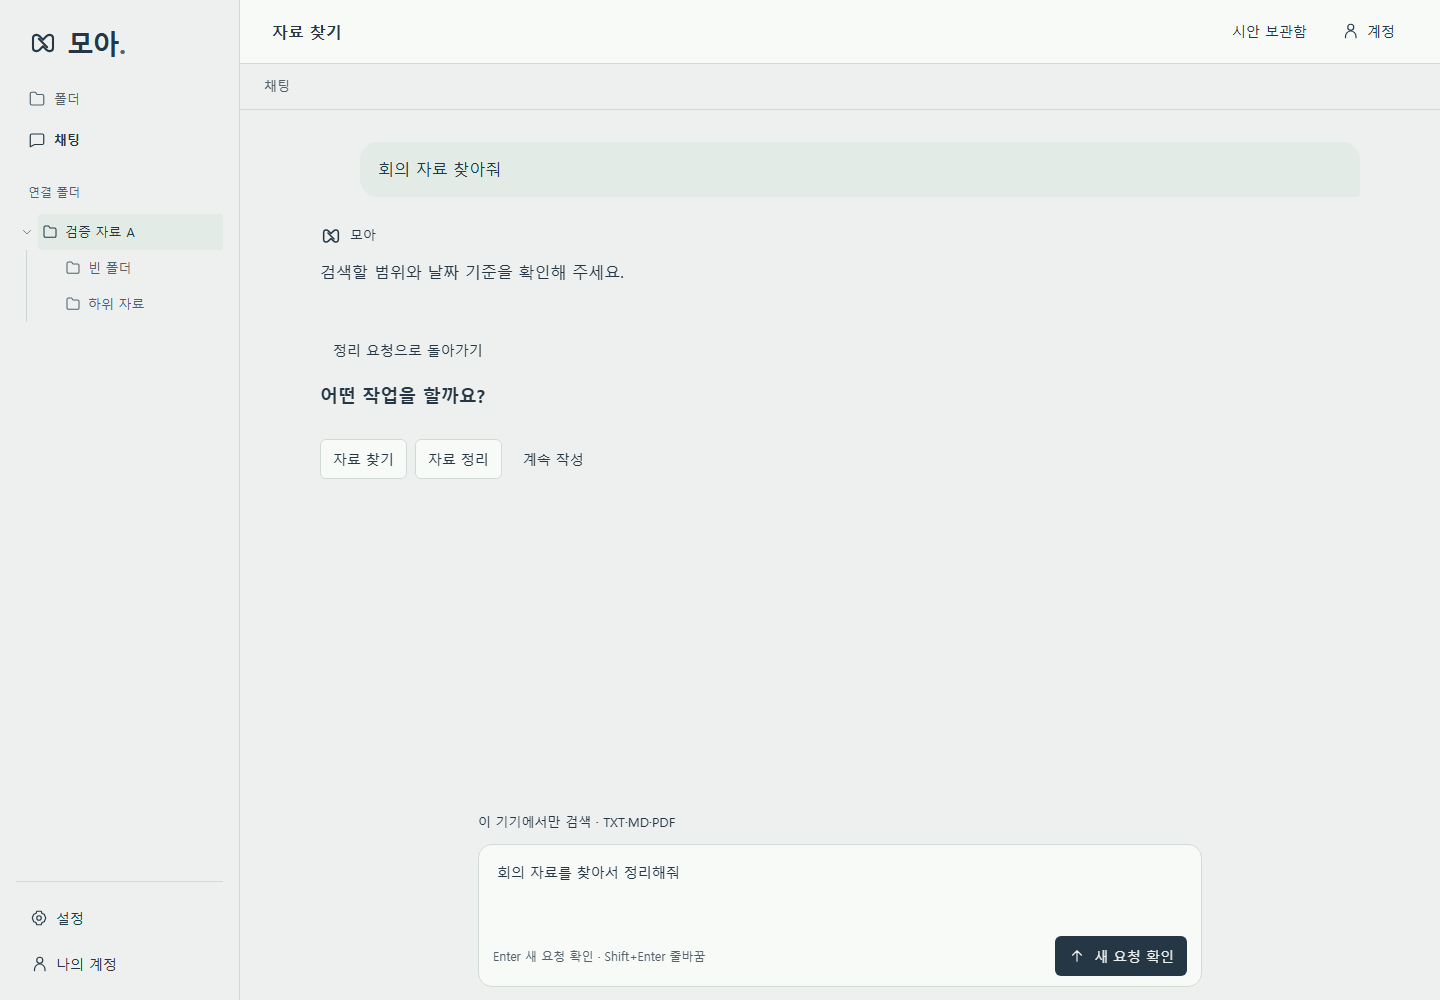 모아.
폴더
채팅
연결 폴더
검증 자료 A
빈 폴더
하위 자료
설정
나의 계정
자료 찾기
시안 보관함
계정
채팅
회의 자료 찾아줘
모아
검색할 범위와 날짜 기준을 확인해 주세요.
정리 요청으로 돌아가기
어떤 작업을 할까요?
자료 찾기
자료 정리
계속 작성
이 기기에서만 검색 · TXT·MD·PDF
회의 자료를 찾아서 정리해줘
Enter 새 요청 확인 · Shift+Enter 줄바꿈
새 요청 확인